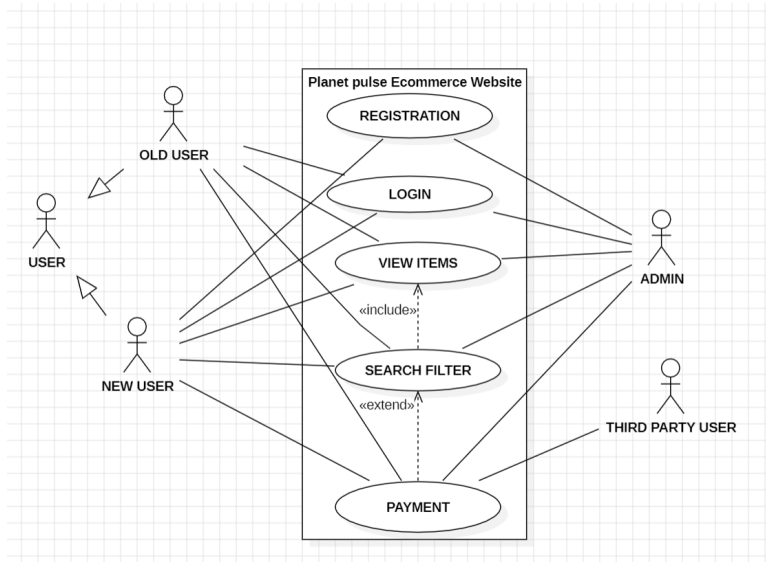 Planet pulse Ecommerce Website
REGISTRATION
OLD USER
LOGIN
USER
VIEW ITEMS
ADMIN
«include»
NEW USER
SEARCH FILTER
«extend»
THIRD PARTY USER
PAYMENT